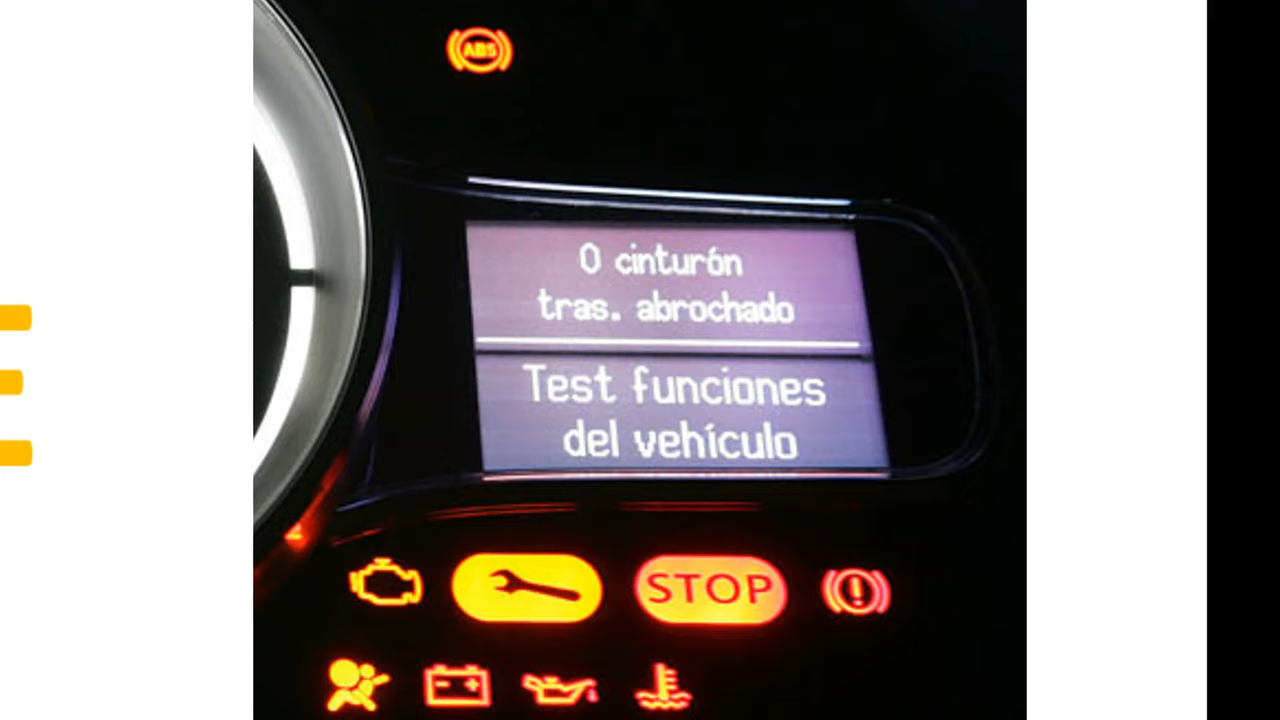 ABS
0 cinturón
tras. abrochado
Test funciones
del vehículo
STOP